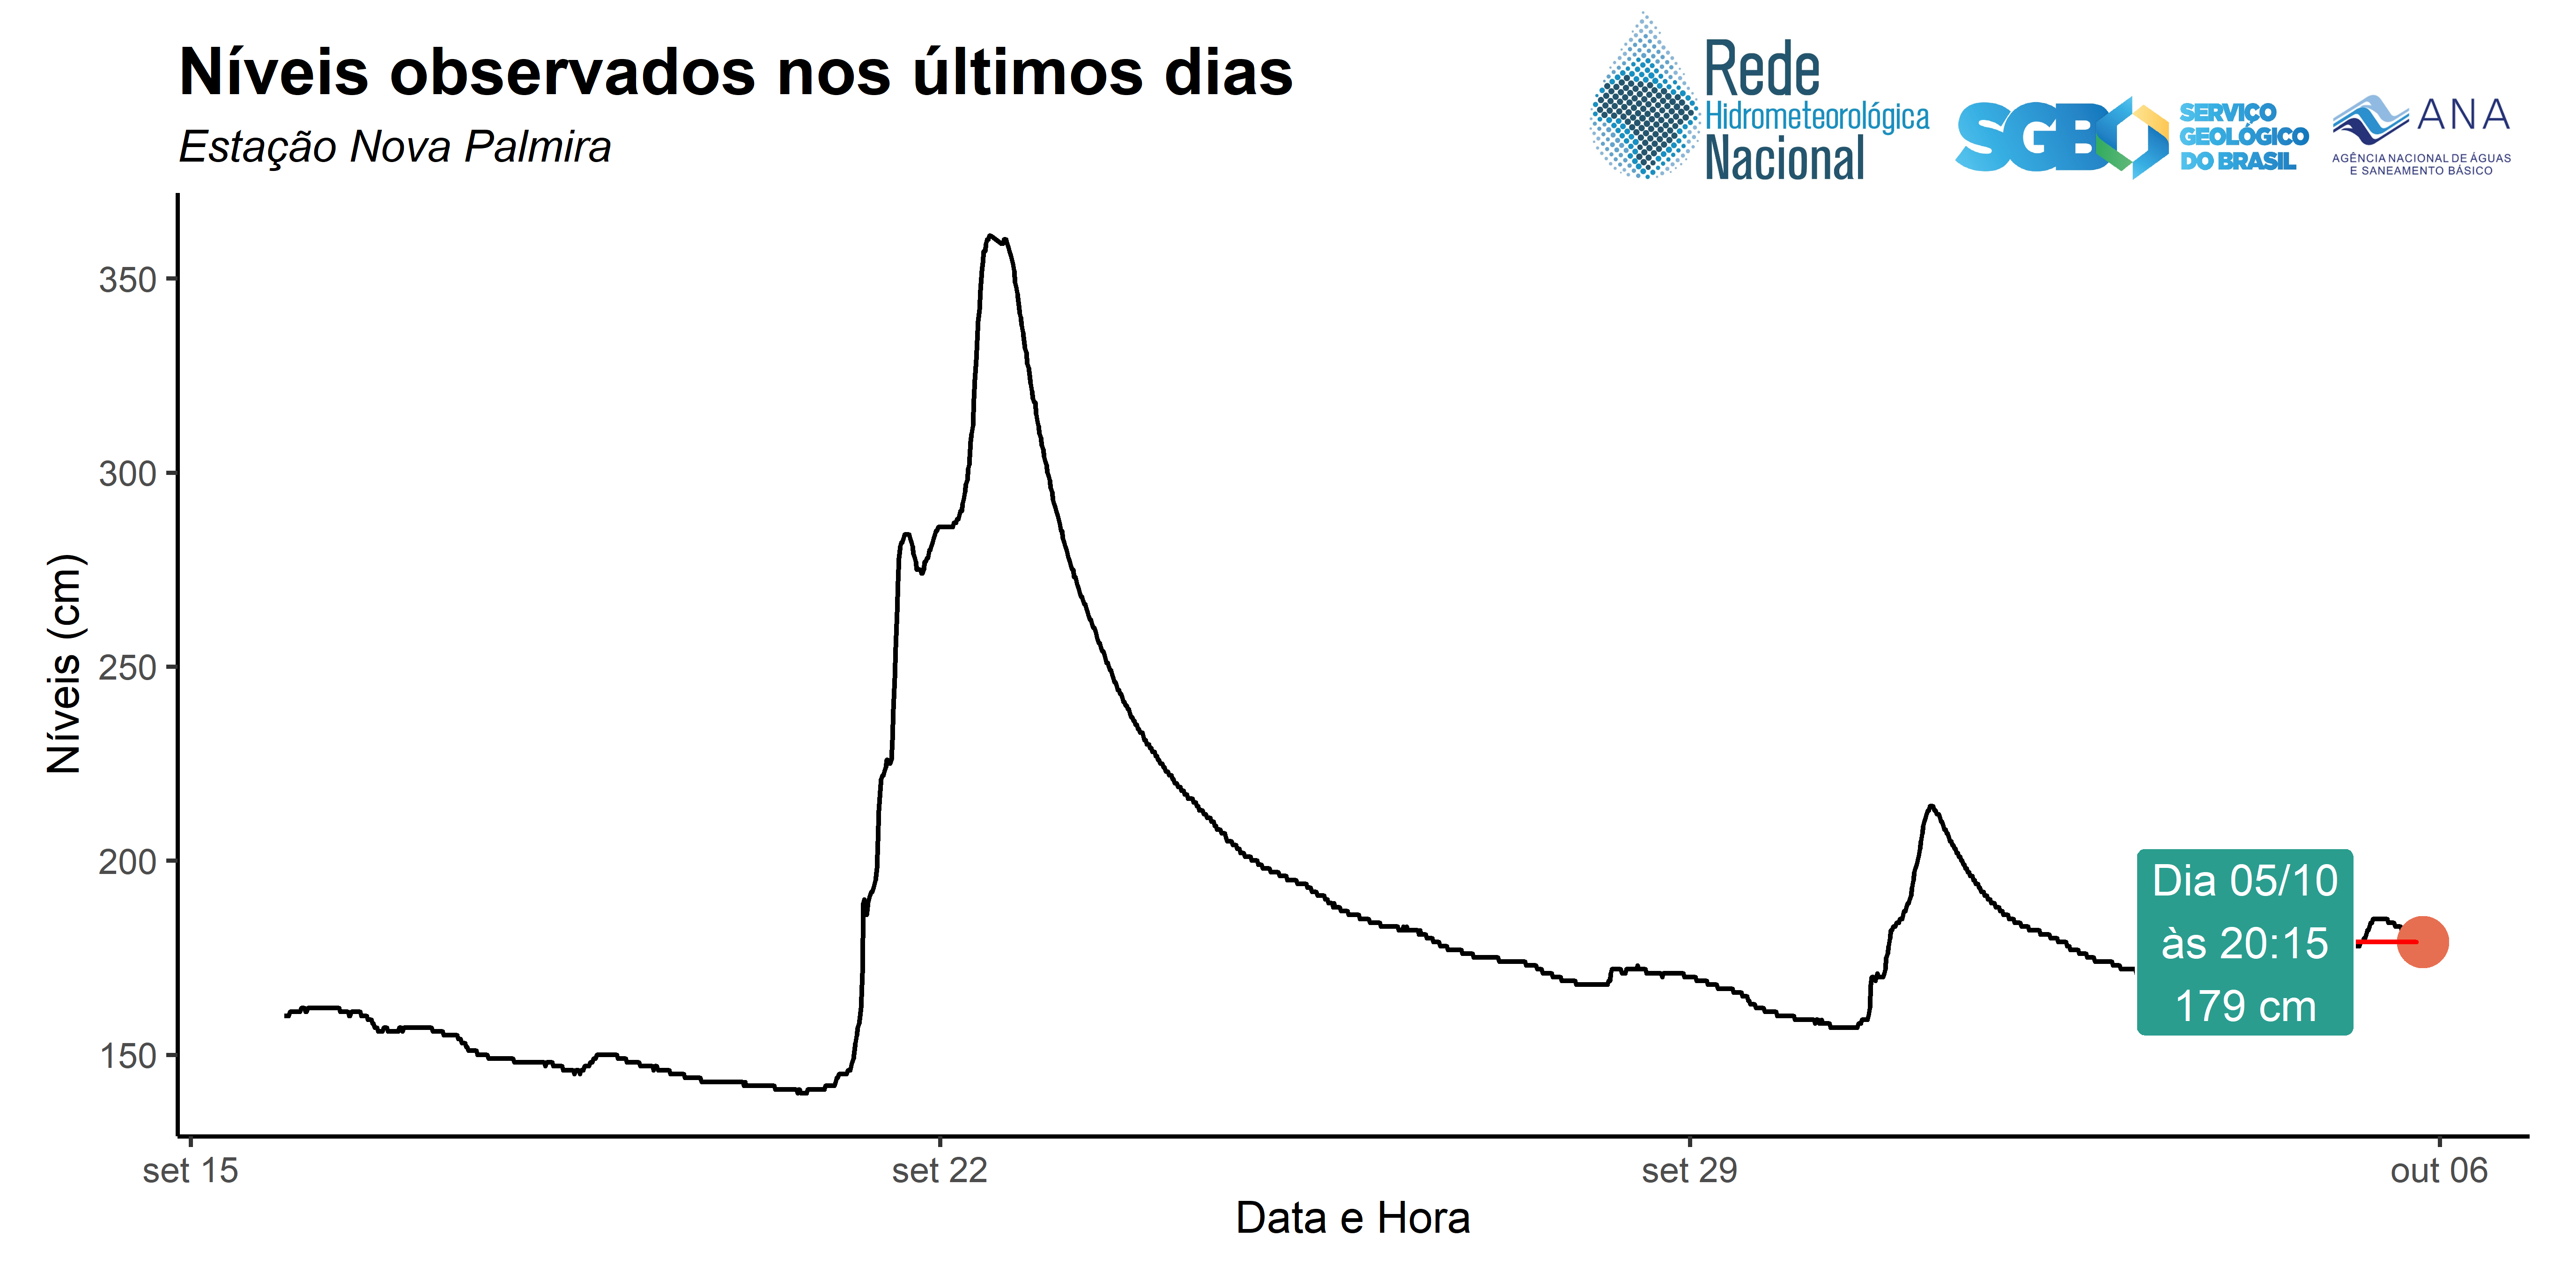 Níveis observados nos últimos dias
Estação Nova Palmira
Rede
Hidrometeorológica
Nacional
SGB
SERVIÇO
GEOLÓGICO
DO BRASIL
ANA
AGÊNCIA NACIONAL DE ÁGUAS
E SANEAMENTO BÁSICO
Níveis (cm)
350
300
250
200
150
Dia 05/10
às 20:15
179 cm
set 15
set 22
set 29
out 06
Data e Hora